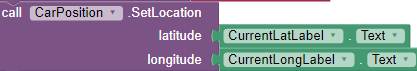 call CarPosition .SetLocation
latitude CurrentLatLabel . Text
longitude CurrentLongLabel . Text